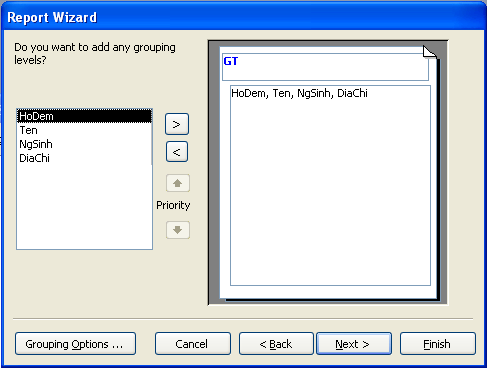 Report Wizard
Do you want to add any grouping
levels?
HoDem
Ten
NgSinh
DiaChi
>
<
Priority
GT
HoDem, Ten, NgSinh, DiaChi
Grouping Options ...
Cancel
< Back
Next >
Finish